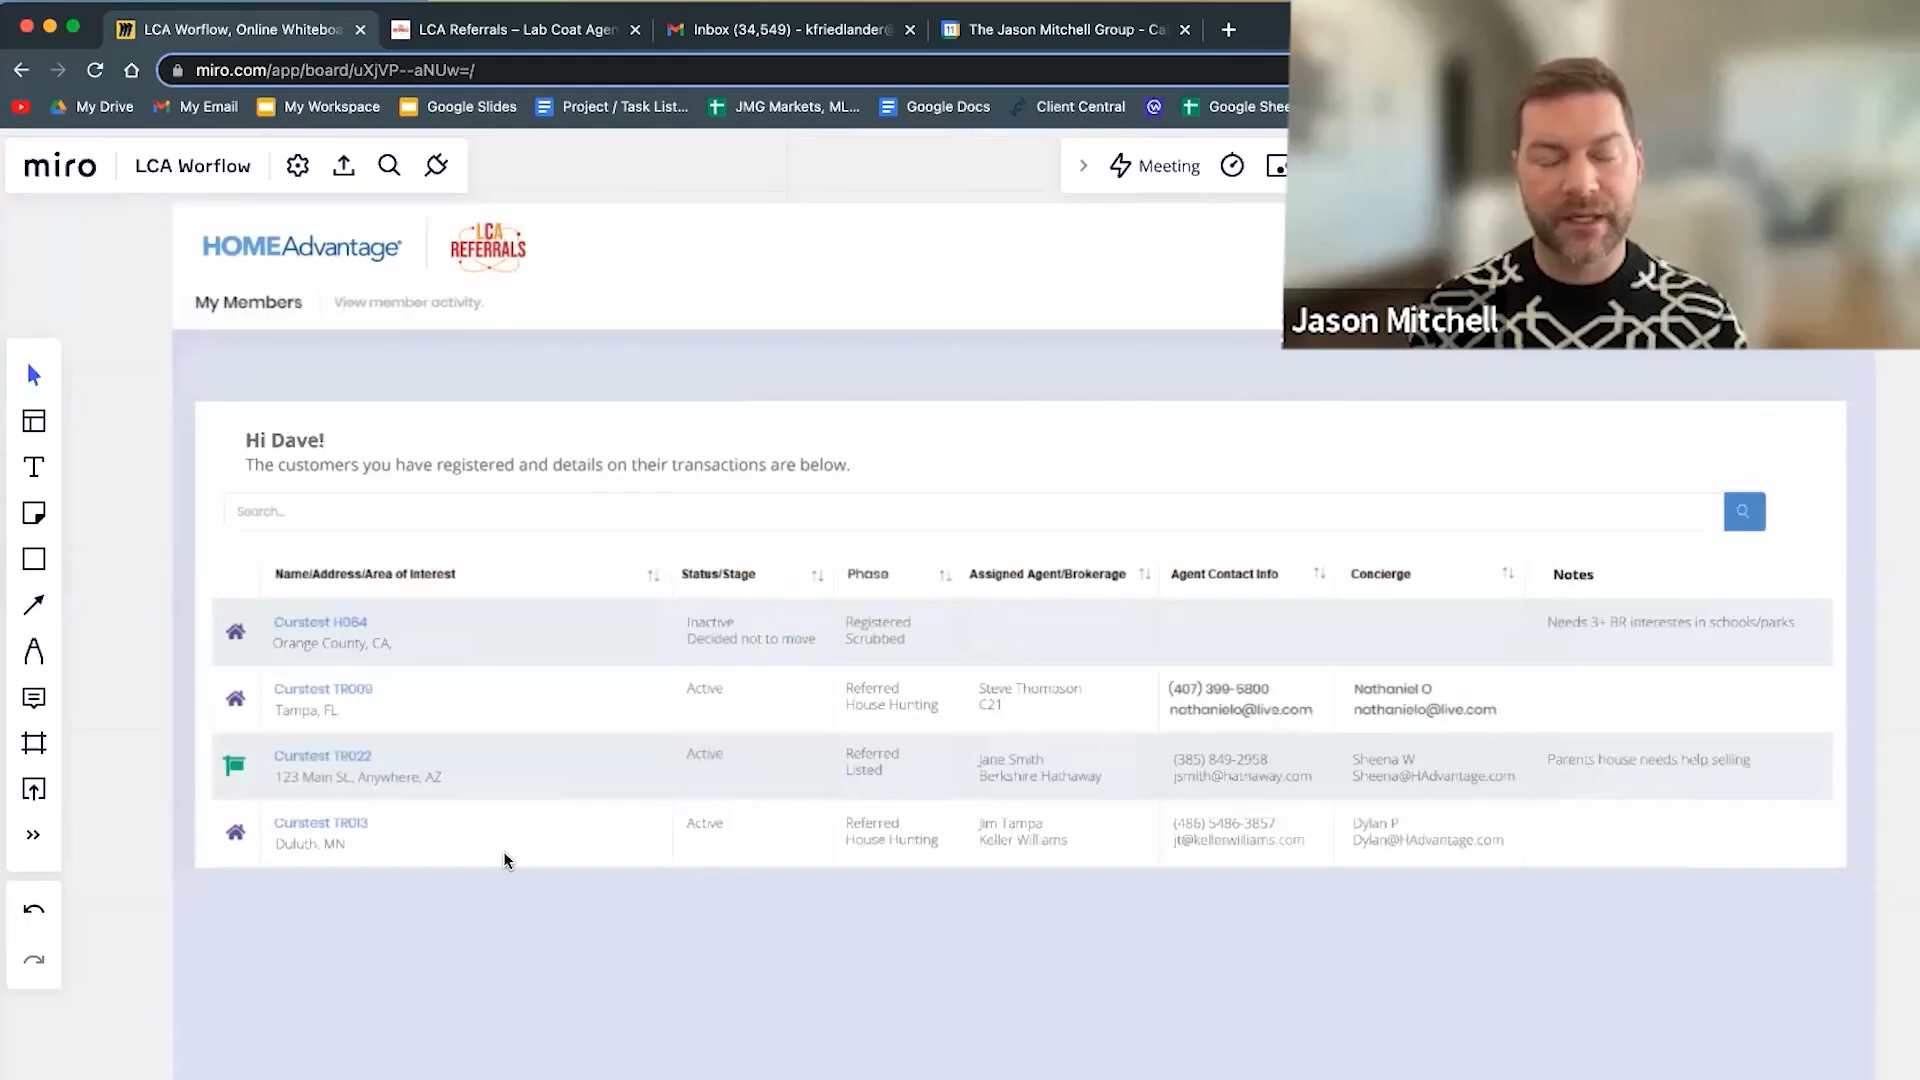 LCA Worflow, Online Whiteboa
LCA Referrals – Lab Coat Agen
Inbox (34,549) - kfriedlander@
The Jason Mitchell Group - Cal
miro.com/app/board/uXjVP--aNUw=/
My Drive
My Email
My Workspace
Google Slides
Project / Task List...
JMG Markets, ML...
Google Docs
Client Central
Google Shee
miro
LCA Worflow
Meeting
HOMEAdvantage
LCA
REFERRALS
Jason Mitchell
My Members
View member activity.
Hi Dave!
The customers you have registered and details on their transactions are below.
Search...
Name/Address/Area of Interest Status/Stage Phase Assigned Agent/Brokerage Agent Contact Info Concierge Notes
Curstest H064 Inactive Registered Needs 3+ BR interestes in schools/parks
Orange County, CA, Decided not to move Scrubbed
Curstest TR009 Active Referred Steve Thompson (407) 399-5800 Nathaniel O
Tampa, FL House Hunting C21 nathanielo@live.com nathanielo@live.com
Curstest TR022 Active Referred Jane Smith (385) 849-2958 Sheena W Parents house needs help selling
123 Main St., Anywhere, AZ Listed Berkshire Hathaway jsmith@hathaway.com Sheena@HAdvantage.com
Curstest TR013 Active Referred Jim Tampa (486) 5486-3857 Dylan P
Duluth, MN House Hunting Keller Williams jt@kellerwilliams.com Dylan@HAdvantage.com